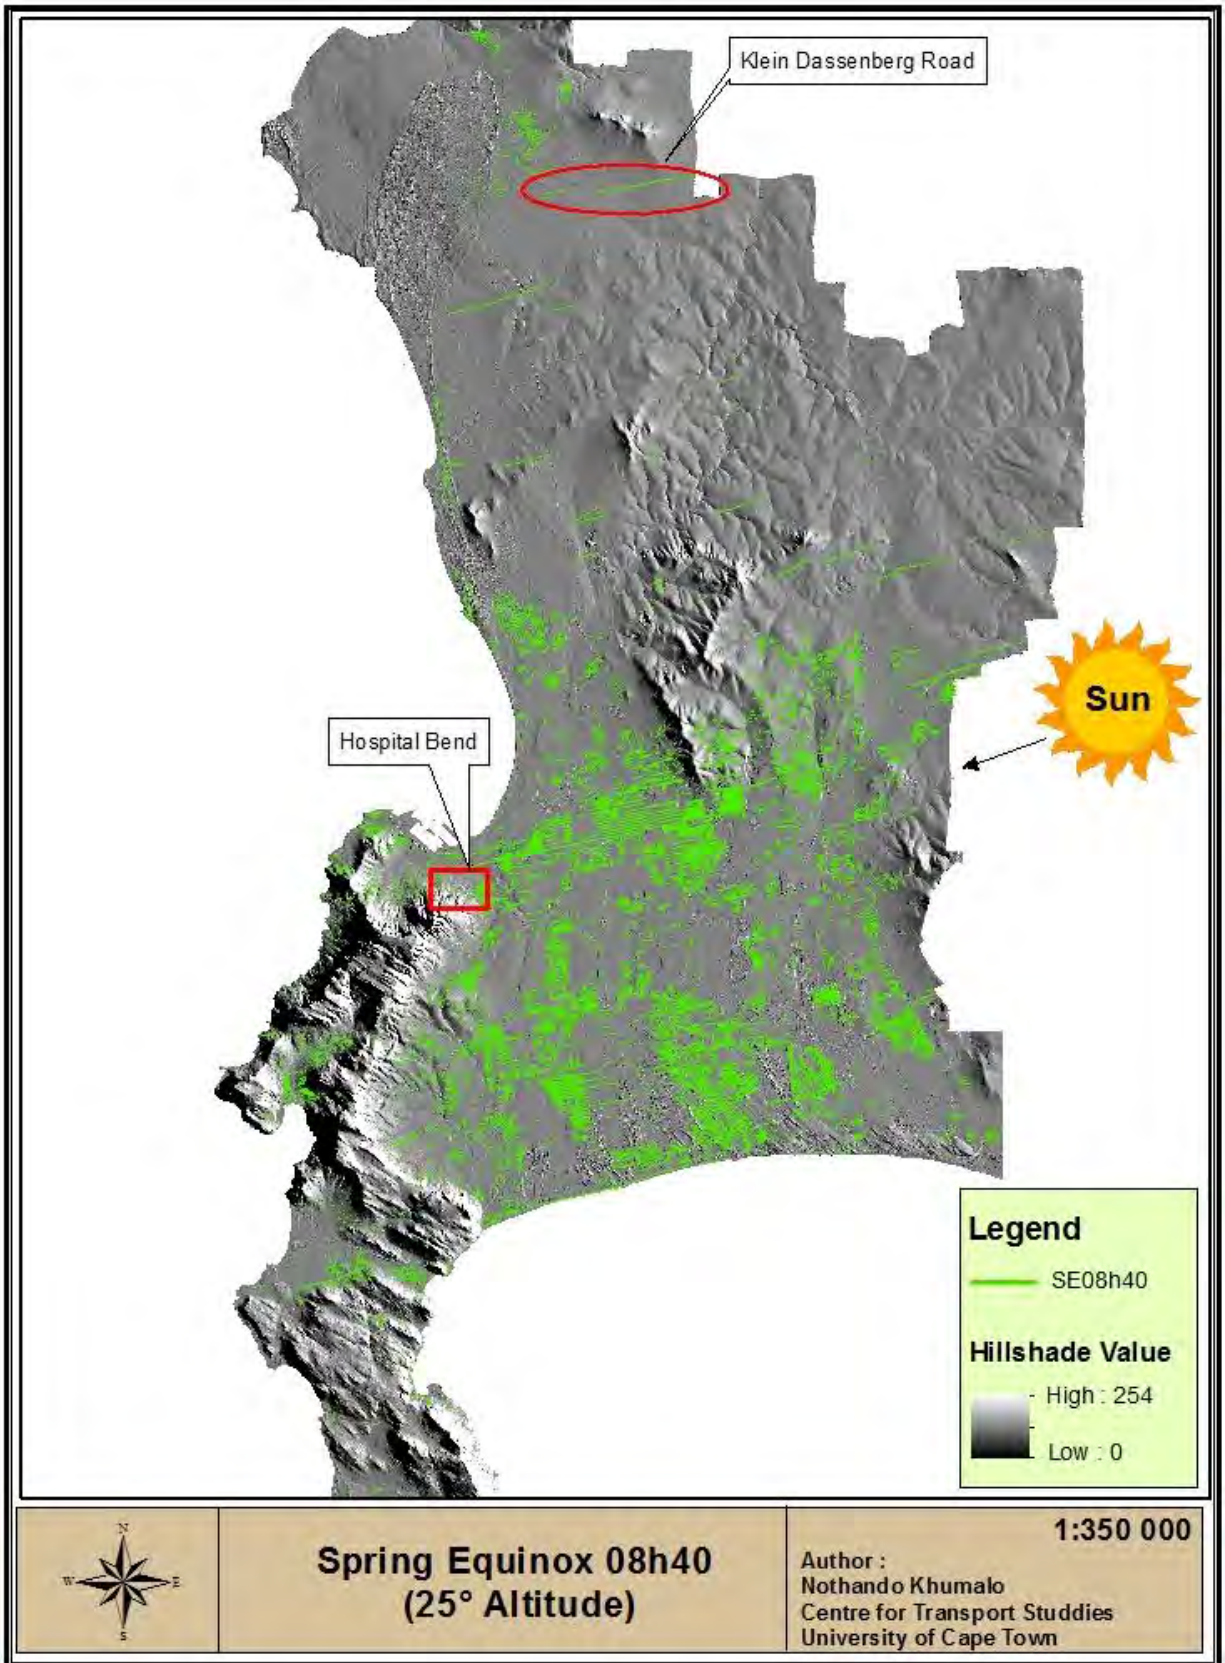 Klein Dassenberg Road
Sun
Hospital Bend
Legend
SE08h40
Hillshade Value
High : 254
Low : 0
N
W
E
S
Spring Equinox 08h40
(25° Altitude)
1:350 000
Author :
Nothando Khumalo
Centre for Transport Studdies
University of Cape Town